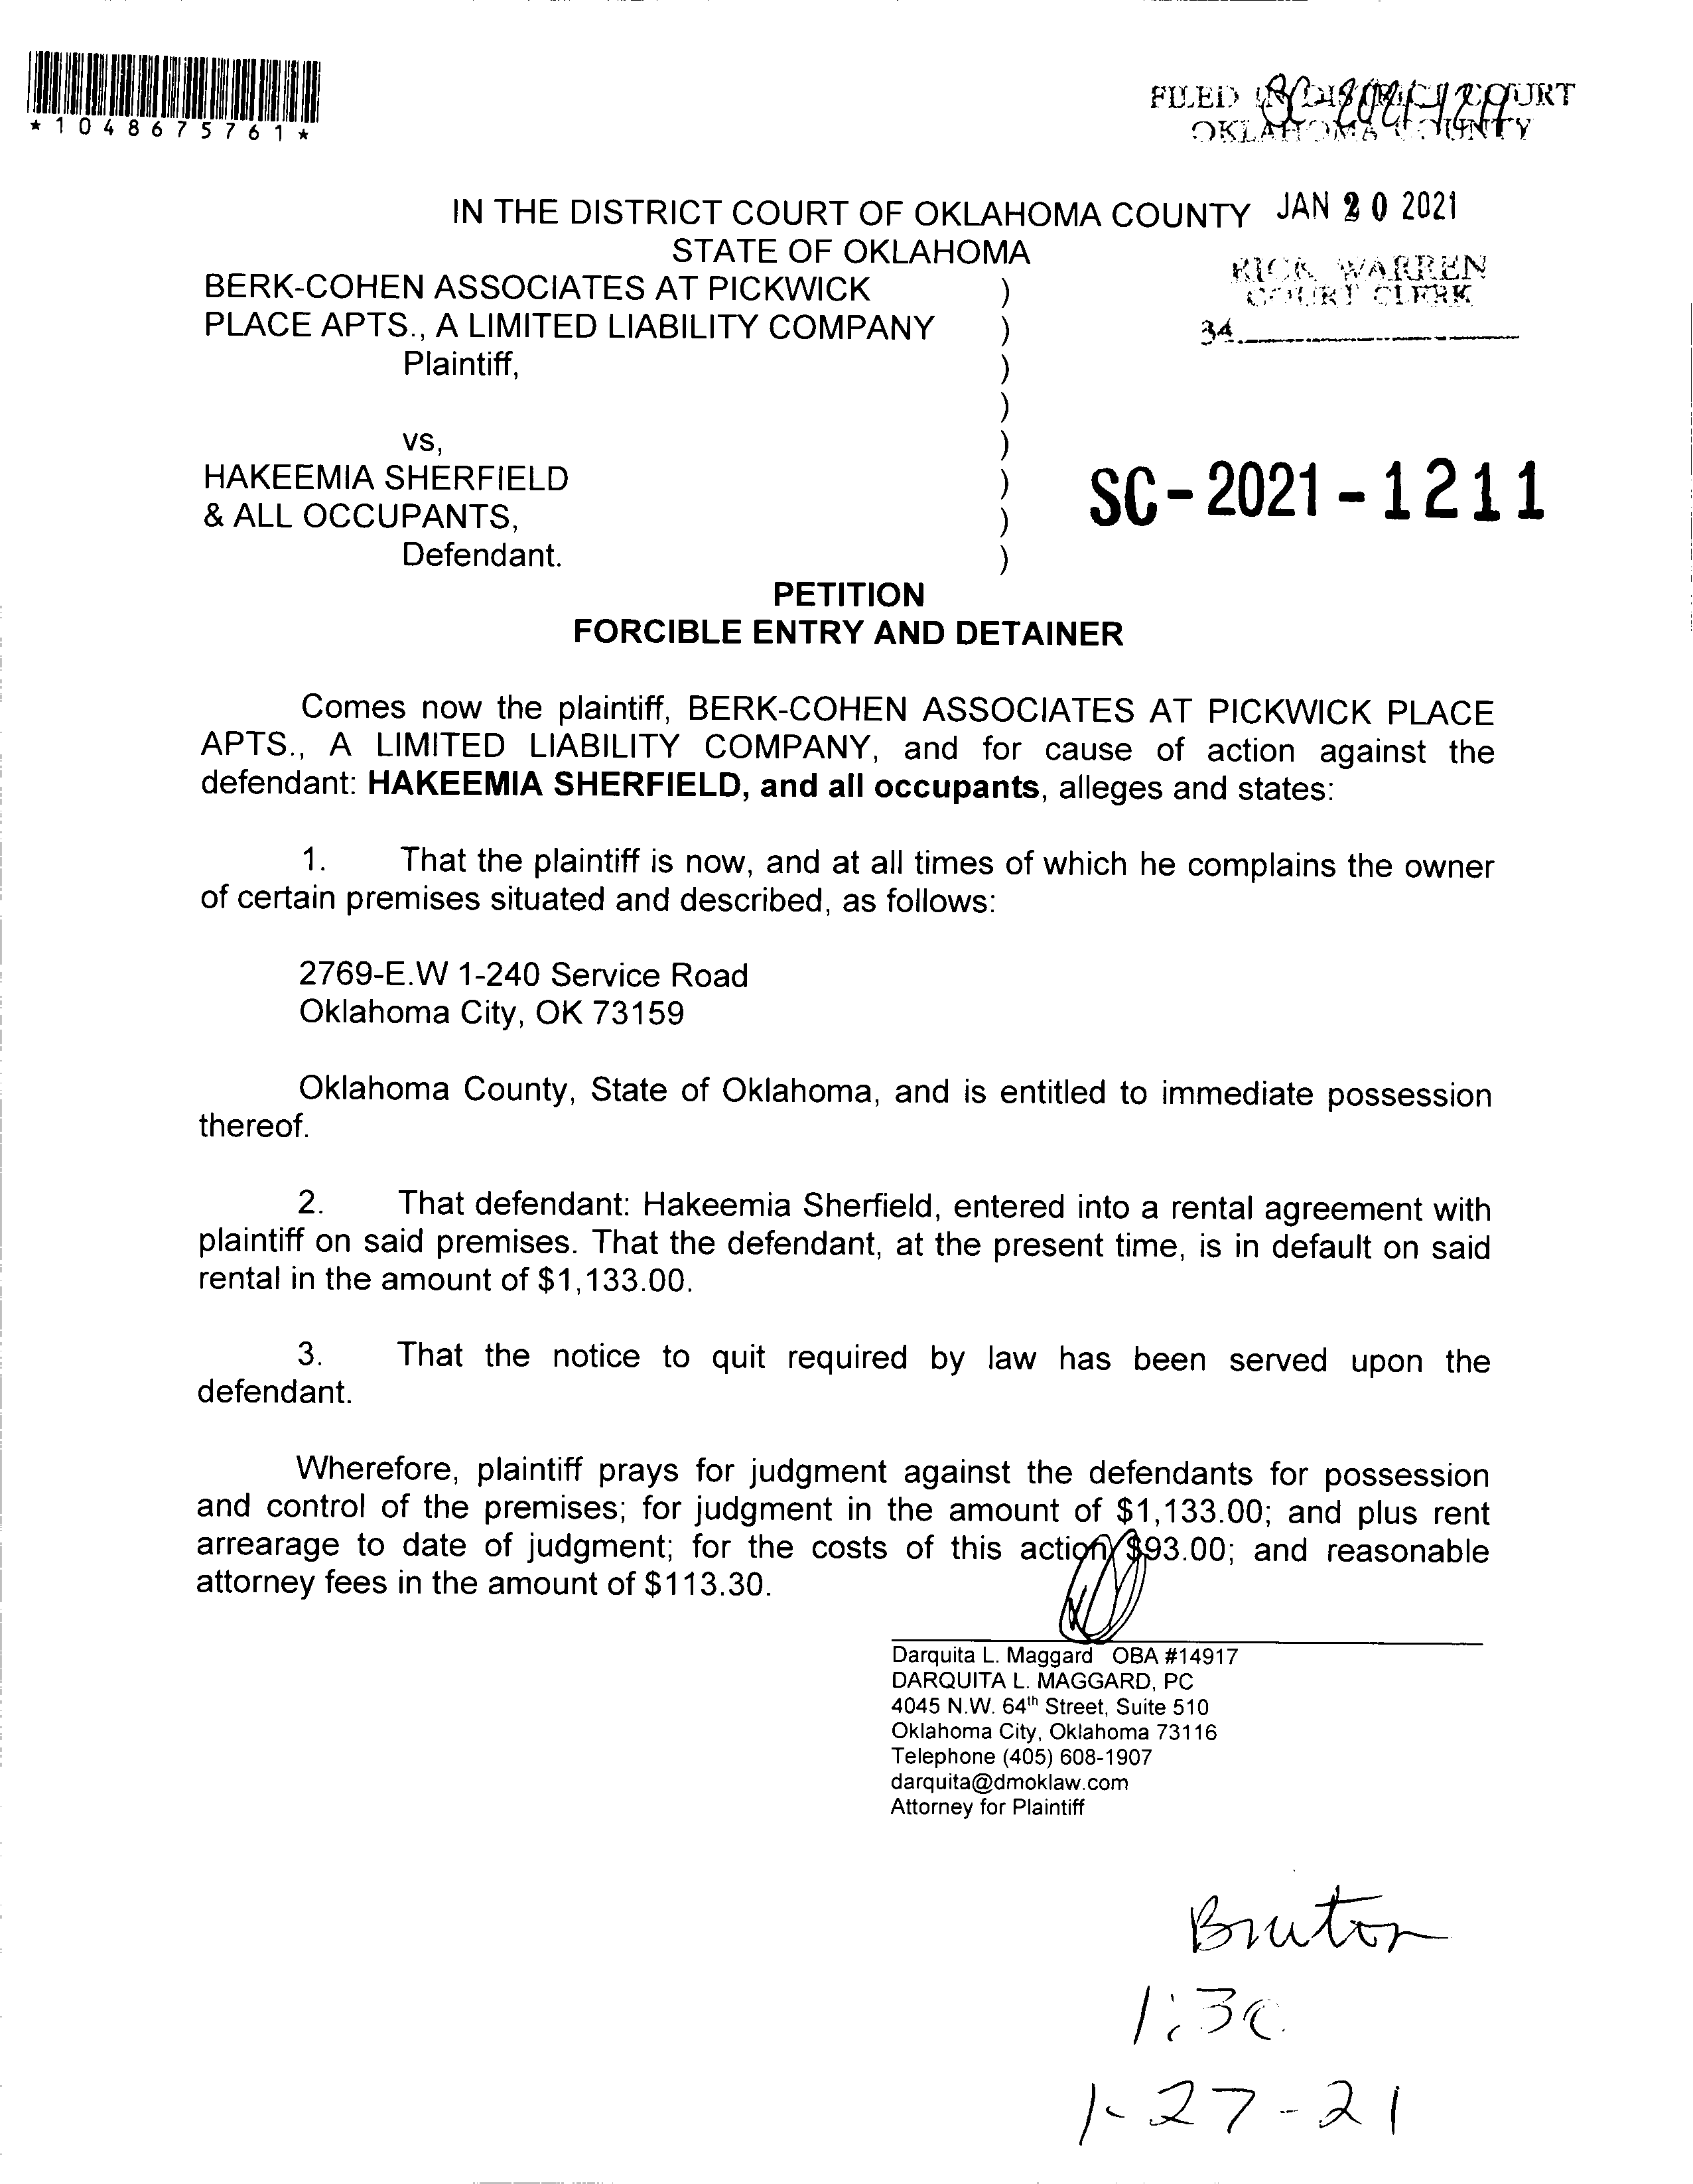 *1048675761*
FILED IN DISTRICT COURT
OKLAHOMA COUNTY
IN THE DISTRICT COURT OF OKLAHOMA COUNTY JAN 20 2021
STATE OF OKLAHOMA
RICK WARREN
COURT CLERK
34
BERK-COHEN ASSOCIATES AT PICKWICK )
PLACE APTS., A LIMITED LIABILITY COMPANY )
Plaintiff, )
)
vs, )
HAKEEMIA SHERFIELD )
& ALL OCCUPANTS, )
Defendant. )
SC-2021-1211
PETITION
FORCIBLE ENTRY AND DETAINER
Comes now the plaintiff, BERK-COHEN ASSOCIATES AT PICKWICK PLACE
APTS., A LIMITED LIABILITY COMPANY, and for cause of action against the
defendant: HAKEEMIA SHERFIELD, and all occupants, alleges and states:
1. That the plaintiff is now, and at all times of which he complains the owner
of certain premises situated and described, as follows:
2769-E.W 1-240 Service Road
Oklahoma City, OK 73159
Oklahoma County, State of Oklahoma, and is entitled to immediate possession
thereof.
2. That defendant: Hakeemia Sherfield, entered into a rental agreement with
plaintiff on said premises. That the defendant, at the present time, is in default on said
rental in the amount of $1,133.00.
3. That the notice to quit required by law has been served upon the
defendant.
Wherefore, plaintiff prays for judgment against the defendants for possession
and control of the premises; for judgment in the amount of $1,133.00; and plus rent
arrearage to date of judgment; for the costs of this action $93.00; and reasonable
attorney fees in the amount of $113.30.
Darquita L. Maggard OBA #14917
DARQUITA L. MAGGARD, PC
4045 N.W. 64th Street, Suite 510
Oklahoma City, Oklahoma 73116
Telephone (405) 608-1907
darquita@dmoklaw.com
Attorney for Plaintiff
Bruton
1:30
1-27-21